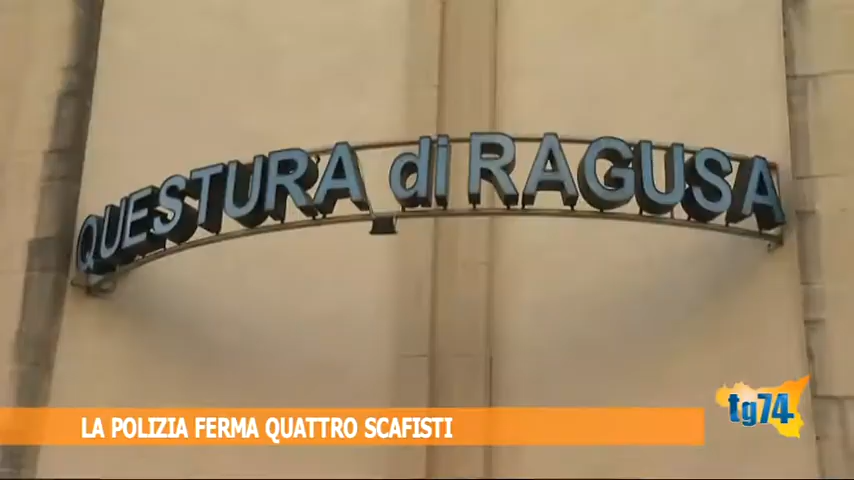 QUESTURA di RAGUSA
LA POLIZIA FERMA QUATTRO SCAFISTI
tg74